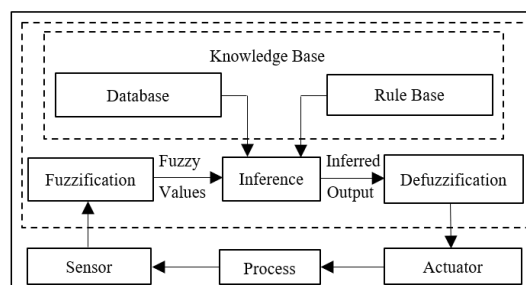 Knowledge Base
Database
Rule Base
Fuzzification
Fuzzy
Values
Inference
Inferred
Output
Defuzzification
Sensor
Process
Actuator